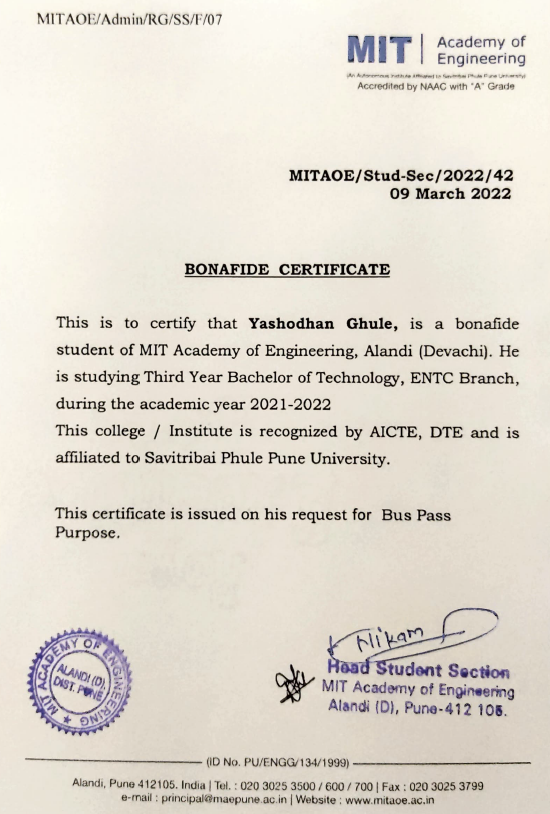 MITAOE/Admin/RG/SS/F/07
MIT Academy of
Engineering
(An Autonomous Institute Affiliated to Savitribai Phule Pune University)
Accredited by NAAC with "A" Grade
MITAOE/Stud-Sec/2022/42
09 March 2022
BONAFIDE CERTIFICATE
This is to certify that Yashodhan Ghule, is a bonafide
student of MIT Academy of Engineering, Alandi (Devachi). He
is studying Third Year Bachelor of Technology, ENTC Branch,
during the academic year 2021-2022
This college / Institute is recognized by AICTE, DTE and is
affiliated to Savitribai Phule Pune University.
This certificate is issued on his request for Bus Pass
Purpose.
Nikam
Head Student Section
MIT Academy of Engineering
Alandi (D), Pune-412 105.
MIT ACADEMY OF ENGINEERING
ALANDI (D)
DIST. PUNE
(ID No. PU/ENGG/134/1999)
Alandi, Pune 412105. India | Tel. : 020 3025 3500 / 600 / 700 | Fax : 020 3025 3799
e-mail : principal@maepune.ac.in | Website : www.mitaoe.ac.in